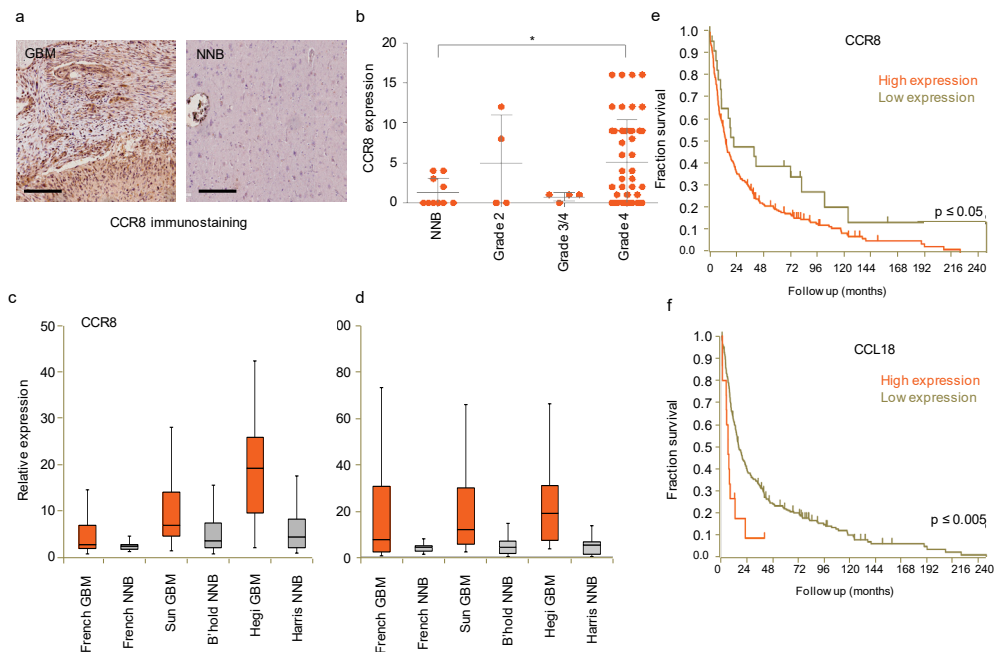 a
GBM
NNB
CCR8 immunostaining
b
*
CCR8 expression
20
15
10
5
0
NNB
Grade 2
Grade 3/4
Grade 4
e
CCR8
High expression
Low expression
Fraction survival
1.0
0.9
0.8
0.7
0.6
0.5
0.4
0.3
0.2
0.1
0.0
p ≤ 0.05
0 24 48 72 96 120 144 168 192 216 240
Follow up (months)
c
CCR8
Relative expression
50
40
30
20
10
0
French GBM
French NNB
Sun GBM
B'hold NNB
Hegi GBM
Harris NNB
d
00
80
60
40
20
0
French GBM
French NNB
Sun GBM
B'hold NNB
Hegi GBM
Harris NNB
f
CCL18
High expression
Low expression
Fraction survival
1.0
0.9
0.8
0.7
0.6
0.5
0.4
0.3
0.2
0.1
0.0
p ≤ 0.005
0 24 48 72 96 120 144 168 192 216 240
Follow up (months)